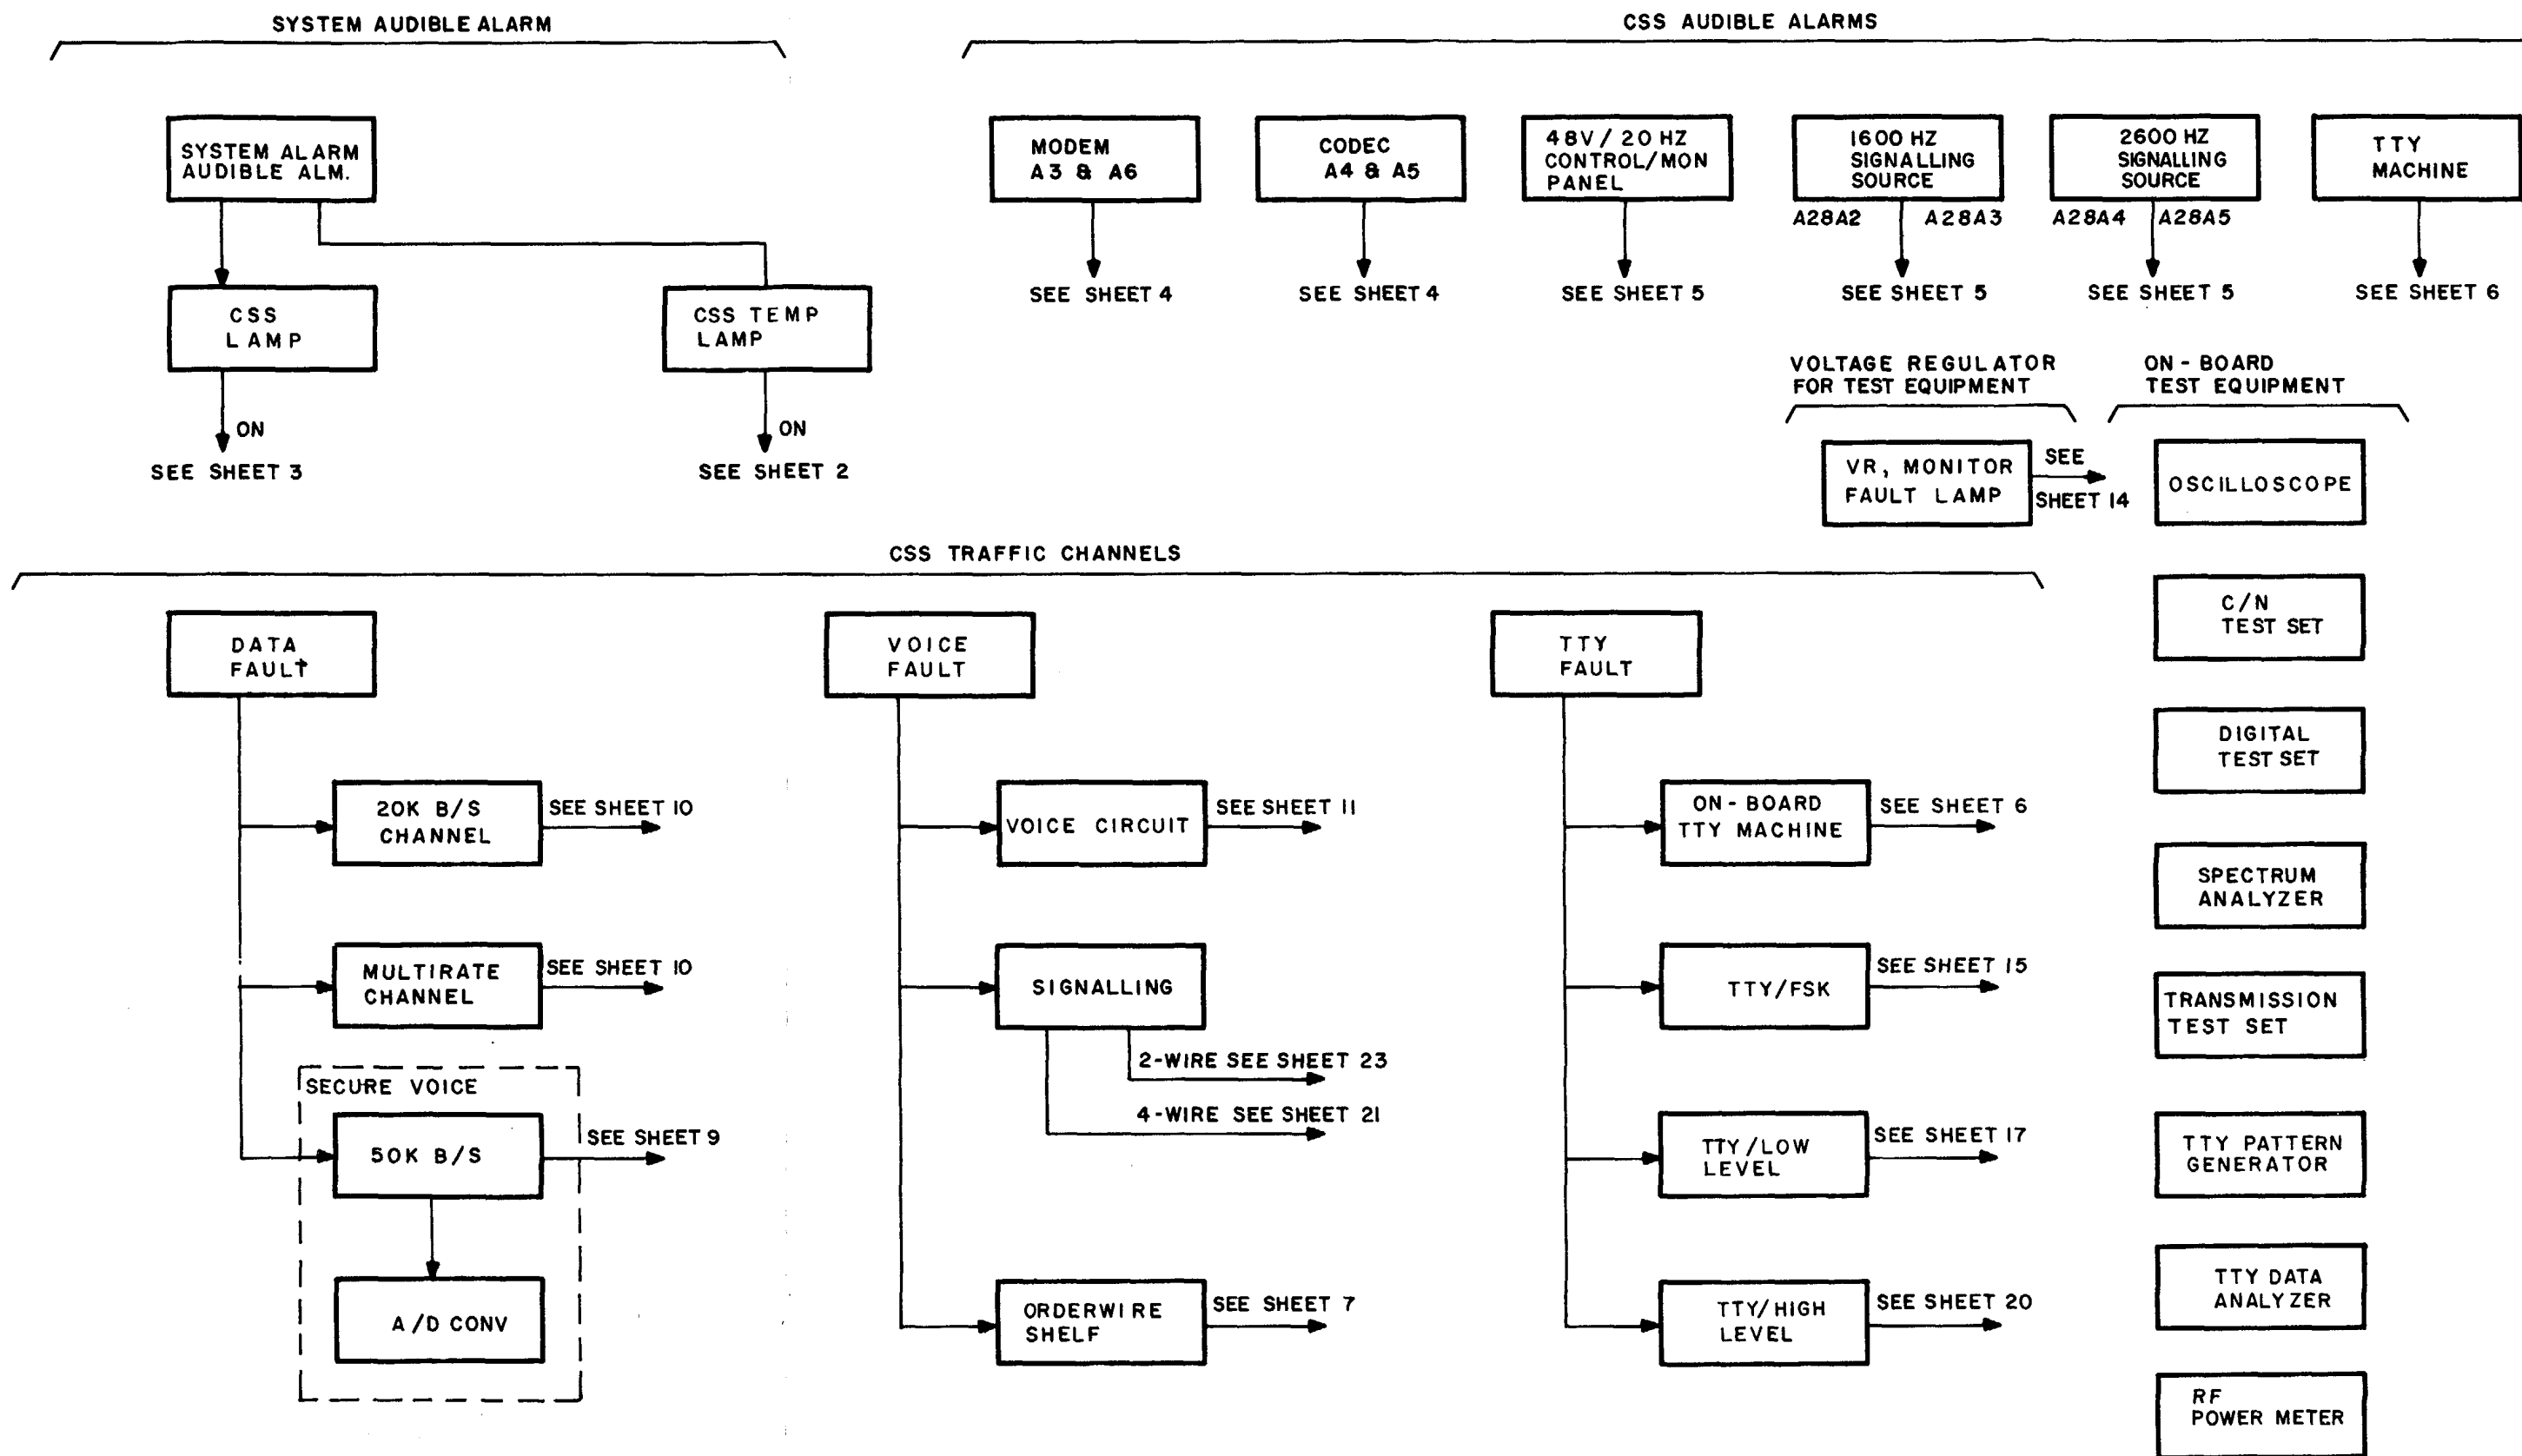 SYSTEM AUDIBLE ALARM
SYSTEM ALARM
AUDIBLE ALM.
CSS
LAMP
ON
SEE SHEET 3
CSS TEMP
LAMP
ON
SEE SHEET 2
CSS AUDIBLE ALARMS
MODEM
A3 & A6
SEE SHEET 4
CODEC
A4 & A5
SEE SHEET 4
48V / 20 HZ
CONTROL/MON
PANEL
SEE SHEET 5
1600 HZ
SIGNALLING
SOURCE
A28A2 A28A3
SEE SHEET 5
2600 HZ
SIGNALLING
SOURCE
A28A4 A28A5
SEE SHEET 5
TTY
MACHINE
SEE SHEET 6
VOLTAGE REGULATOR
FOR TEST EQUIPMENT
VR, MONITOR
FAULT LAMP
SEE
SHEET 14
ON - BOARD
TEST EQUIPMENT
OSCILLOSCOPE
C/N
TEST SET
DIGITAL
TEST SET
SPECTRUM
ANALYZER
TRANSMISSION
TEST SET
TTY PATTERN
GENERATOR
TTY DATA
ANALYZER
RF
POWER METER
CSS TRAFFIC CHANNELS
DATA
FAULT
20K B/S
CHANNEL
SEE SHEET 10
MULTIRATE
CHANNEL
SEE SHEET 10
SECURE VOICE
50K B/S
SEE SHEET 9
A/D CONV
VOICE
FAULT
VOICE CIRCUIT
SEE SHEET 11
SIGNALLING
2-WIRE SEE SHEET 23
4-WIRE SEE SHEET 21
ORDERWIRE
SHELF
SEE SHEET 7
TTY
FAULT
ON - BOARD
TTY MACHINE
SEE SHEET 6
TTY/FSK
SEE SHEET 15
TTY/LOW
LEVEL
SEE SHEET 17
TTY/HIGH
LEVEL
SEE SHEET 20